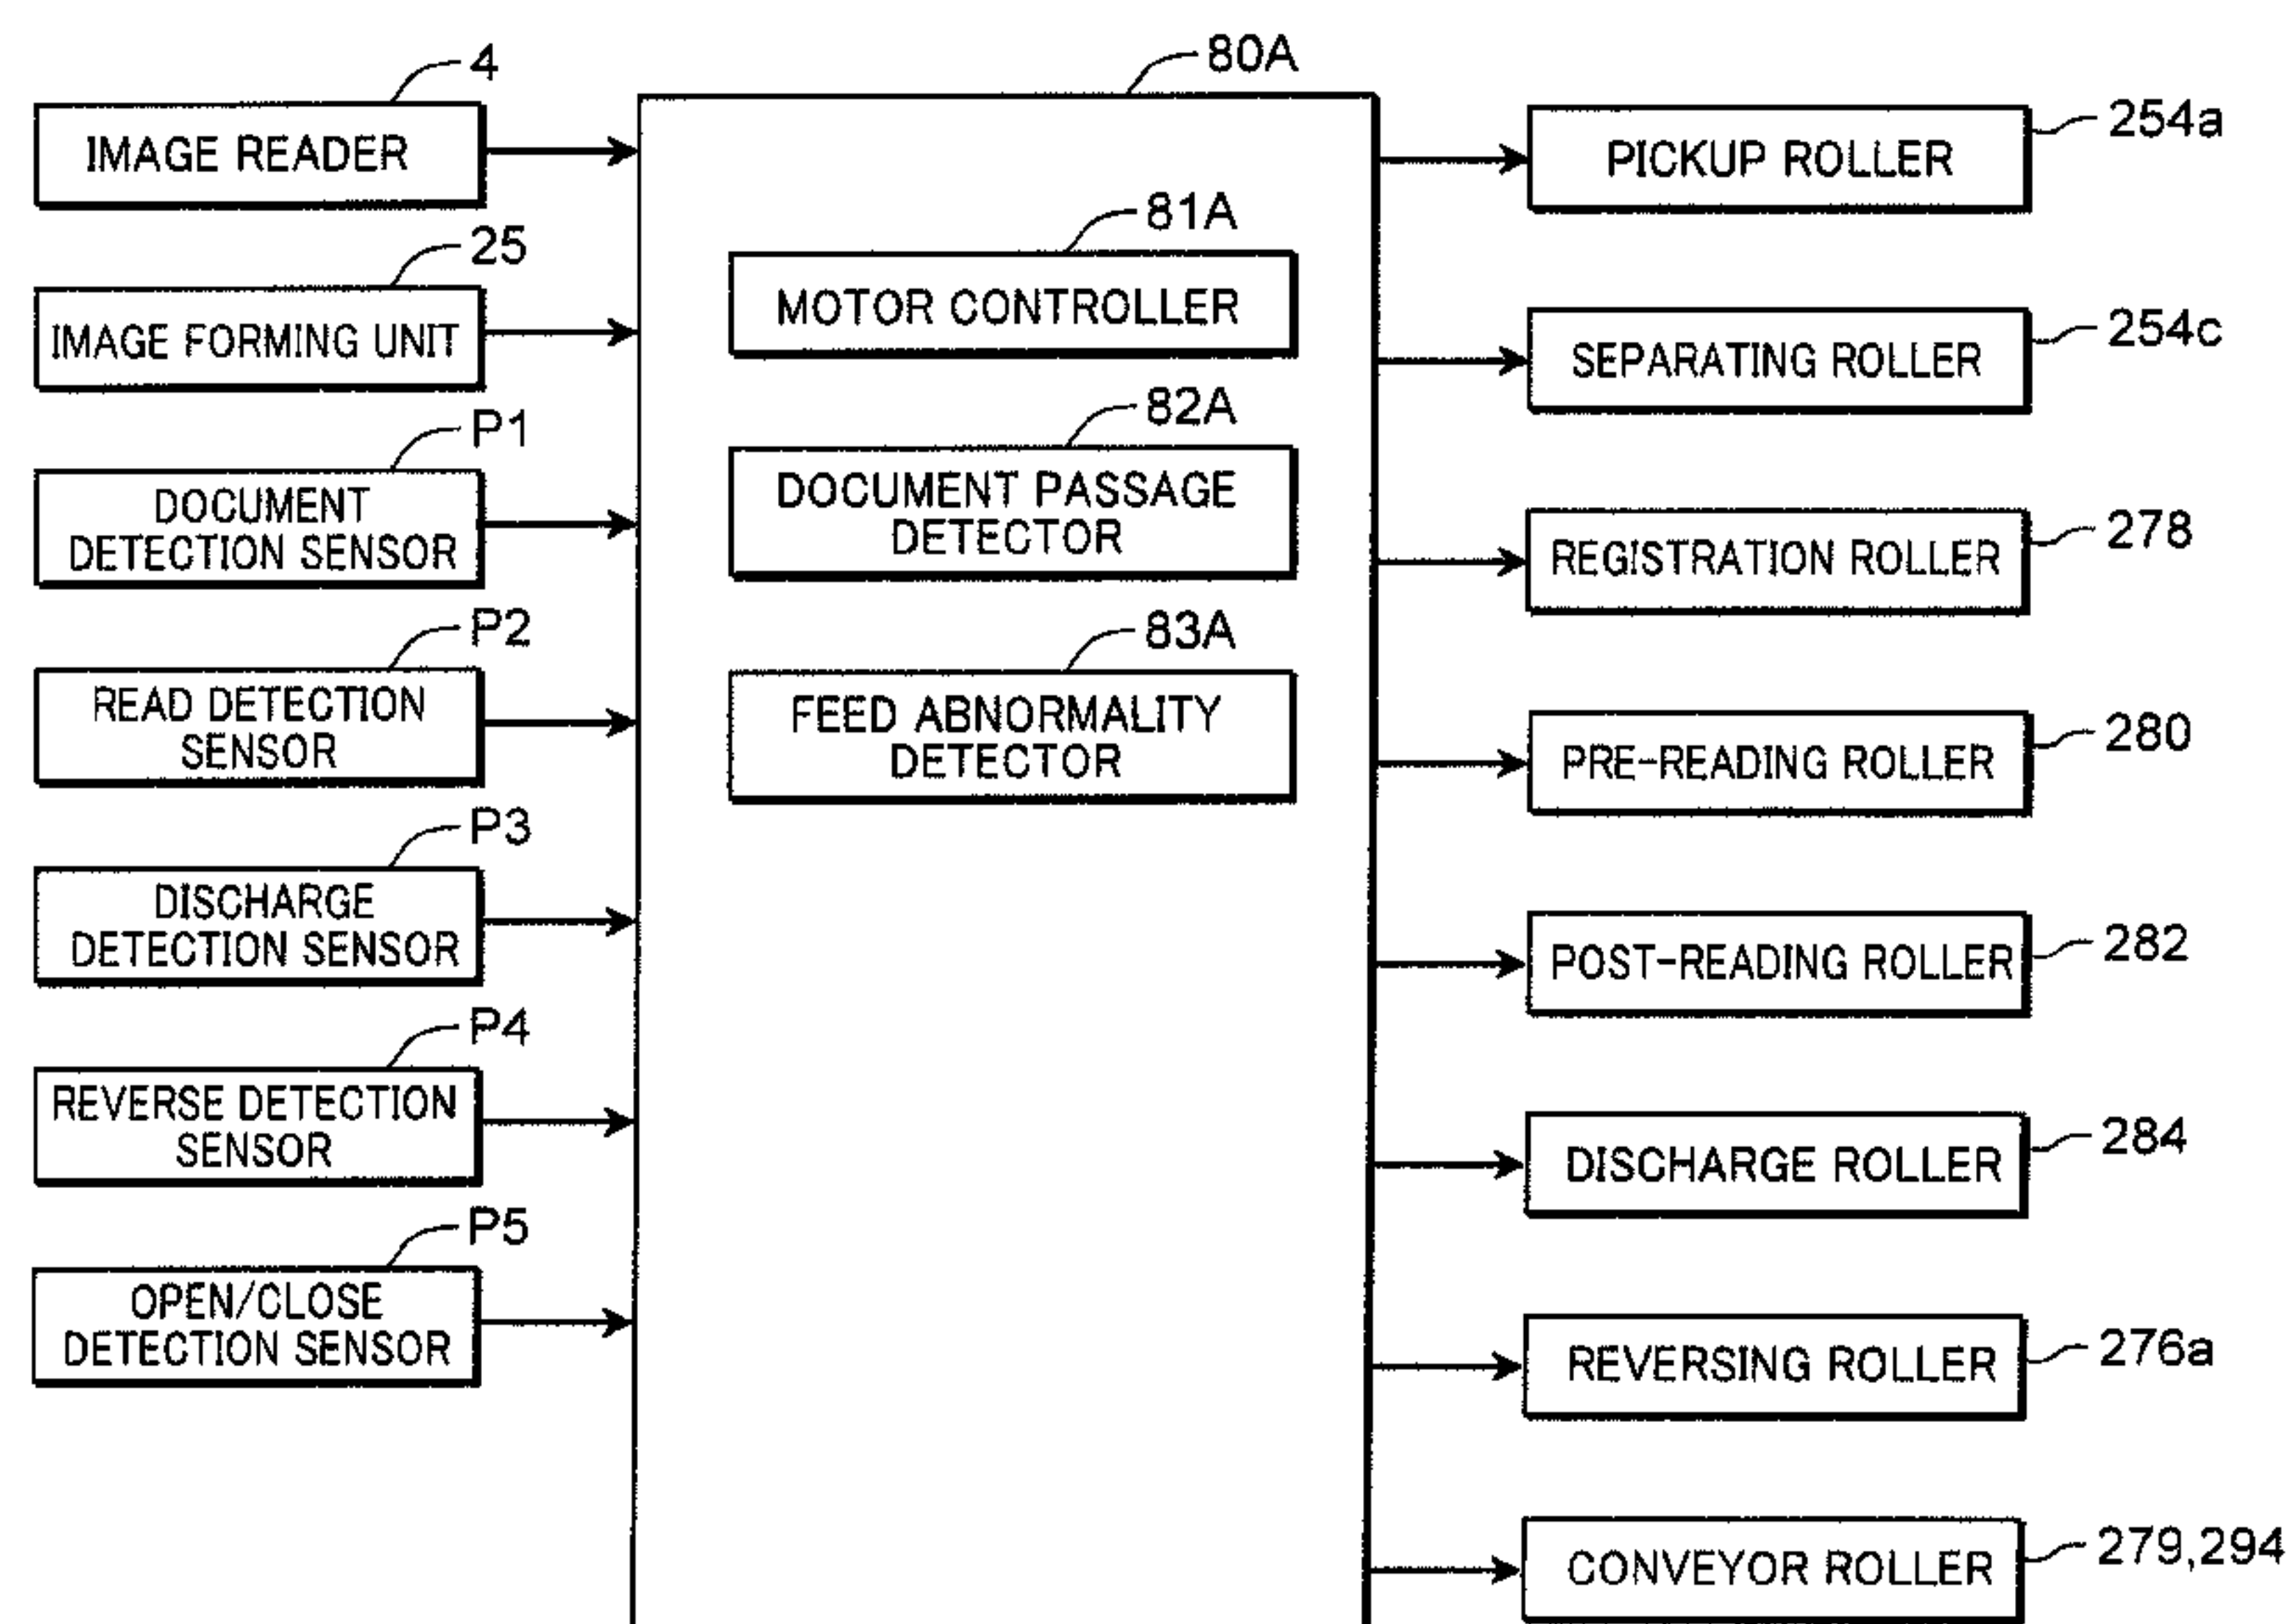 4
IMAGE READER
25
IMAGE FORMING UNIT
P1
DOCUMENT
DETECTION SENSOR
P2
READ DETECTION
SENSOR
P3
DISCHARGE
DETECTION SENSOR
P4
REVERSE DETECTION
SENSOR
P5
OPEN/CLOSE
DETECTION SENSOR
80A
81A
MOTOR CONTROLLER
82A
DOCUMENT PASSAGE
DETECTOR
83A
FEED ABNORMALITY
DETECTOR
254a
PICKUP ROLLER
254c
SEPARATING ROLLER
278
REGISTRATION ROLLER
280
PRE-READING ROLLER
282
POST-READING ROLLER
284
DISCHARGE ROLLER
276a
REVERSING ROLLER
279,294
CONVEYOR ROLLER